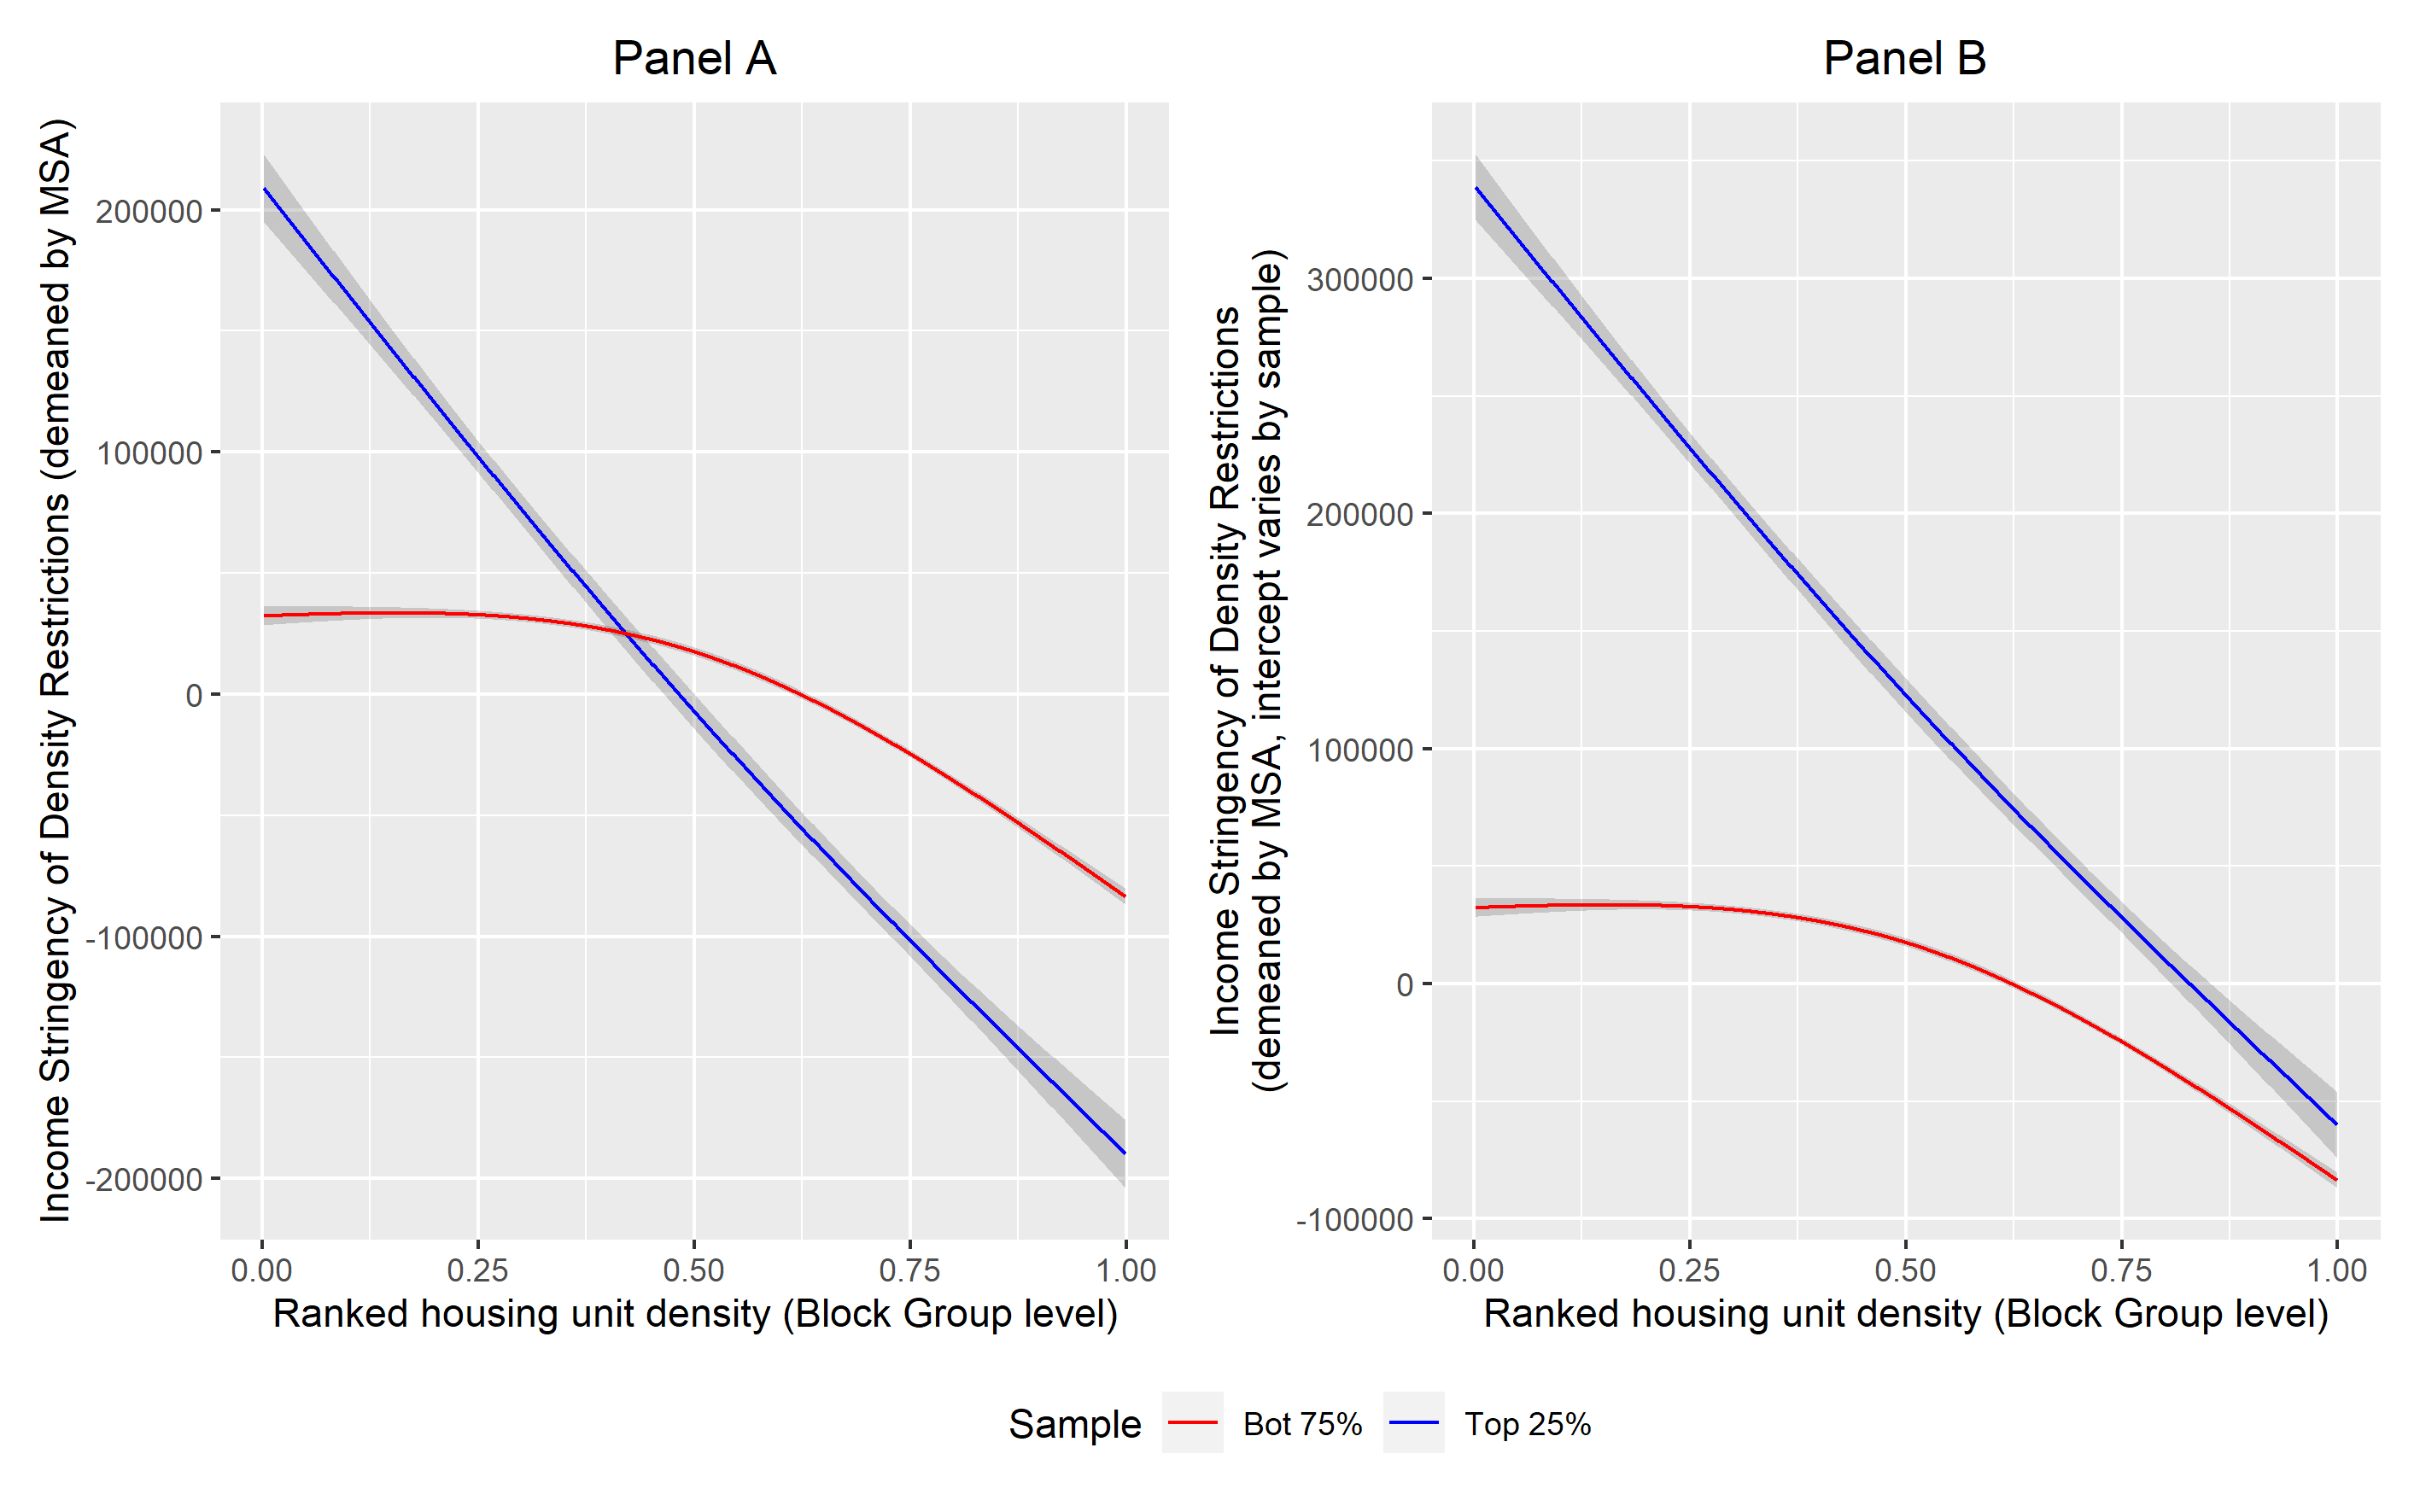 Panel A
Income Stringency of Density Restrictions (demeaned by MSA)
200000
100000
0
-100000
-200000
0.00 0.25 0.50 0.75 1.00
Ranked housing unit density (Block Group level)
Panel B
Income Stringency of Density Restrictions
(demeaned by MSA, intercept varies by sample)
300000
200000
100000
0
-100000
0.00 0.25 0.50 0.75 1.00
Ranked housing unit density (Block Group level)
Sample Bot 75% Top 25%